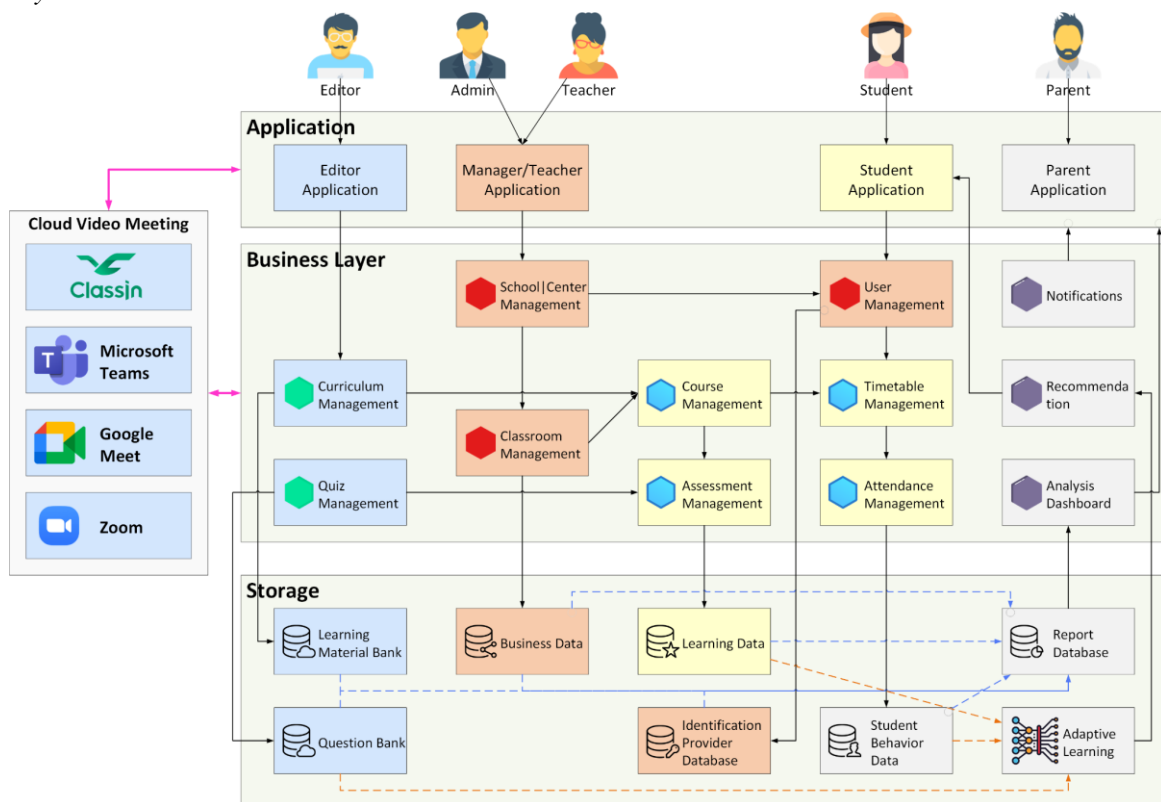 Editor
Admin
Teacher
Student
Parent
Application
Editor
Application
Manager/Teacher
Application
Student
Application
Parent
Application
Cloud Video Meeting
ClassIn
Microsoft
Teams
Google
Meet
Zoom
Business Layer
School|Center
Management
User
Management
Notifications
Curriculum
Management
Course
Management
Timetable
Management
Recommenda
tion
Classroom
Management
Quiz
Management
Assessment
Management
Attendance
Management
Analysis
Dashboard
Storage
Learning
Material Bank
Business Data
Learning Data
Report
Database
Question Bank
Identification
Provider
Database
Student
Behavior
Data
Adaptive
Learning